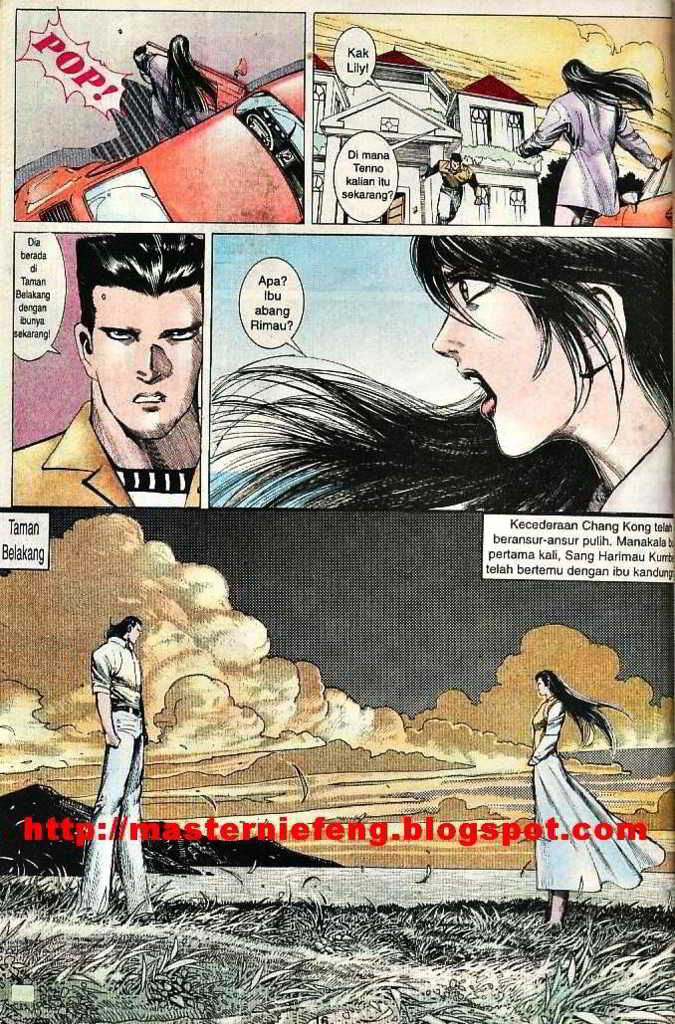 POP!
Kak
Lily!
Di mana
Tenno
kalian itu
sekarang?
Dia
berada
di
Taman
Belakang
dengan
ibunya
sekarang!
Apa?
Ibu
abang
Rimau?
Taman
Belakang
Kecederaan Chang Kong telah
beransur-ansur pulih. Manakala
pertama kali, Sang Harimau
telah bertemu dengan ibu
http://masterniefeng.blogspot.com
16